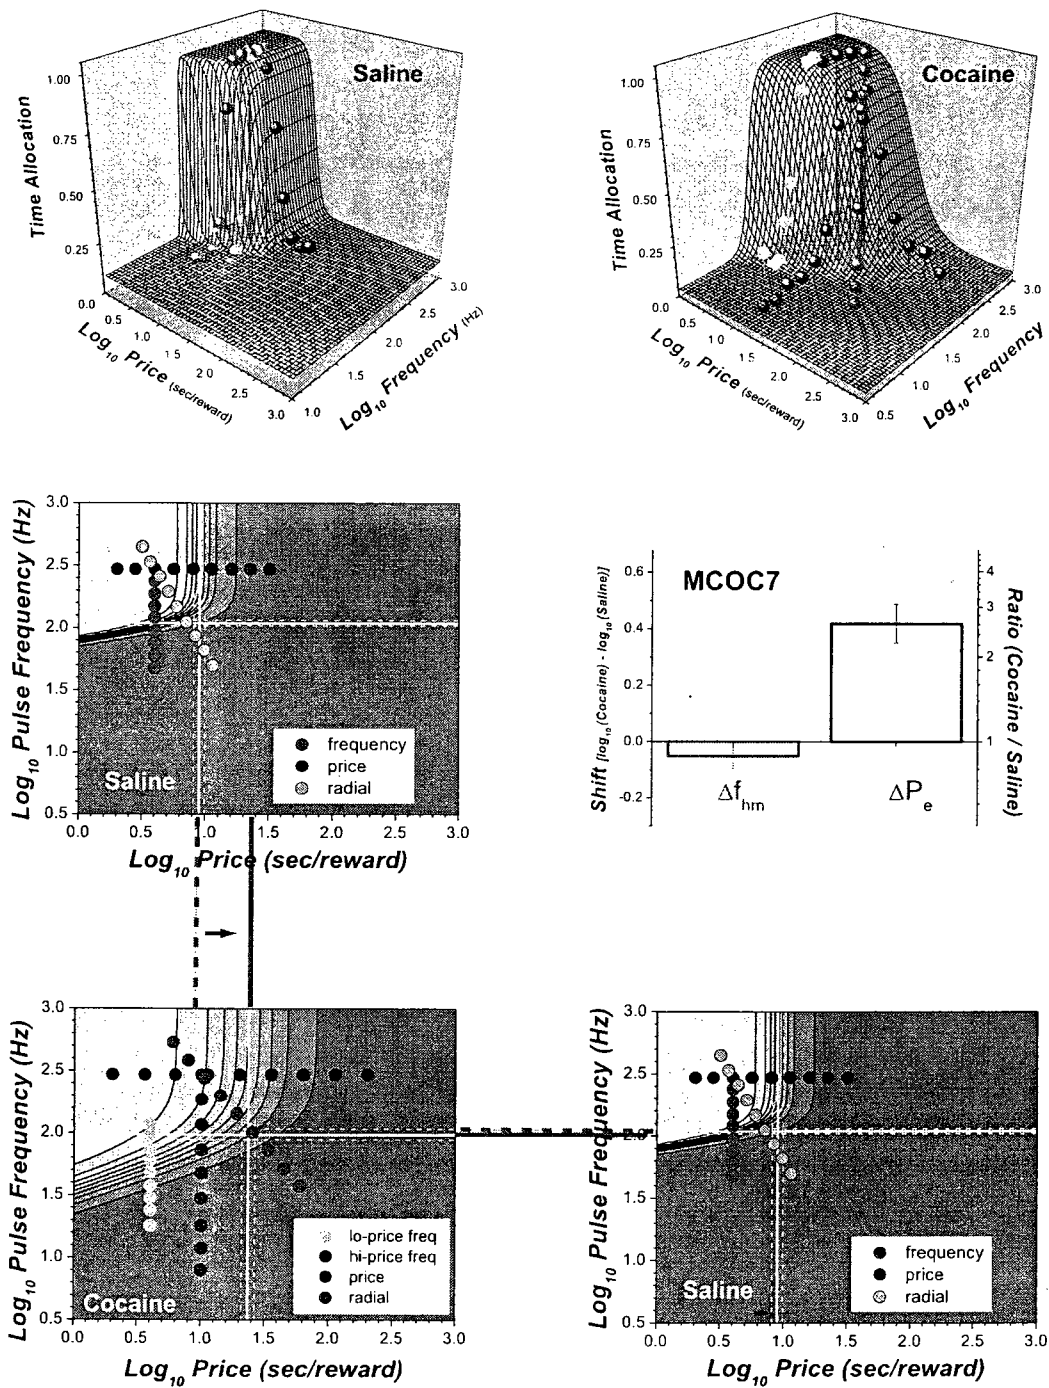 Saline
Time Allocation
1.00
0.75
0.50
0.25
0.0
0.5
1.0
1.5
2.0
2.5
3.0
Log10 Price (sec/reward)
1.0
1.5
2.0
2.5
3.0
Log10 Frequency (Hz)
Cocaine
Time Allocation
1.00
0.75
0.50
0.25
0.0
0.5
1.0
1.5
2.0
2.5
3.0
Log10 Price (sec/reward)
0.5
1.0
1.5
2.0
2.5
3.0
Log10 Frequency
Log10 Pulse Frequency (Hz)
3.0
2.5
2.0
1.5
1.0
0.5
Saline
frequency
price
radial
0.0 0.5 1.0 1.5 2.0 2.5 3.0
Log10 Price (sec/reward)
MCOC7
Shift [log10(Cocaine) - log10(Saline)]
0.6
0.4
0.2
0.0
-0.2
Δfhm
ΔPe
4
3
2
1
Ratio (Cocaine / Saline)
Log10 Pulse Frequency (Hz)
3.0
2.5
2.0
1.5
1.0
0.5
Cocaine
lo-price freq
hi-price freq
price
radial
0.0 0.5 1.0 1.5 2.0 2.5 3.0
Log10 Price (sec/reward)
Log10 Pulse Frequency (Hz)
3.0
2.5
2.0
1.5
1.0
0.5
Saline
frequency
price
radial
0.0 0.5 1.0 1.5 2.0 2.5 3.0
Log10 Price (sec/reward)